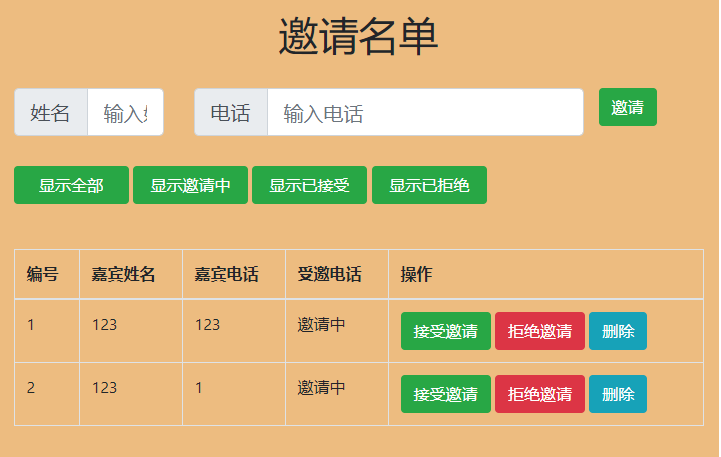 邀请名单
姓名 输入 电话 输入电话 邀请
显示全部 显示邀请中 显示已接受 显示已拒绝
编号 嘉宾姓名 嘉宾电话 受邀电话 操作
1 123 123 邀请中 接受邀请 拒绝邀请 删除
2 123 1 邀请中 接受邀请 拒绝邀请 删除